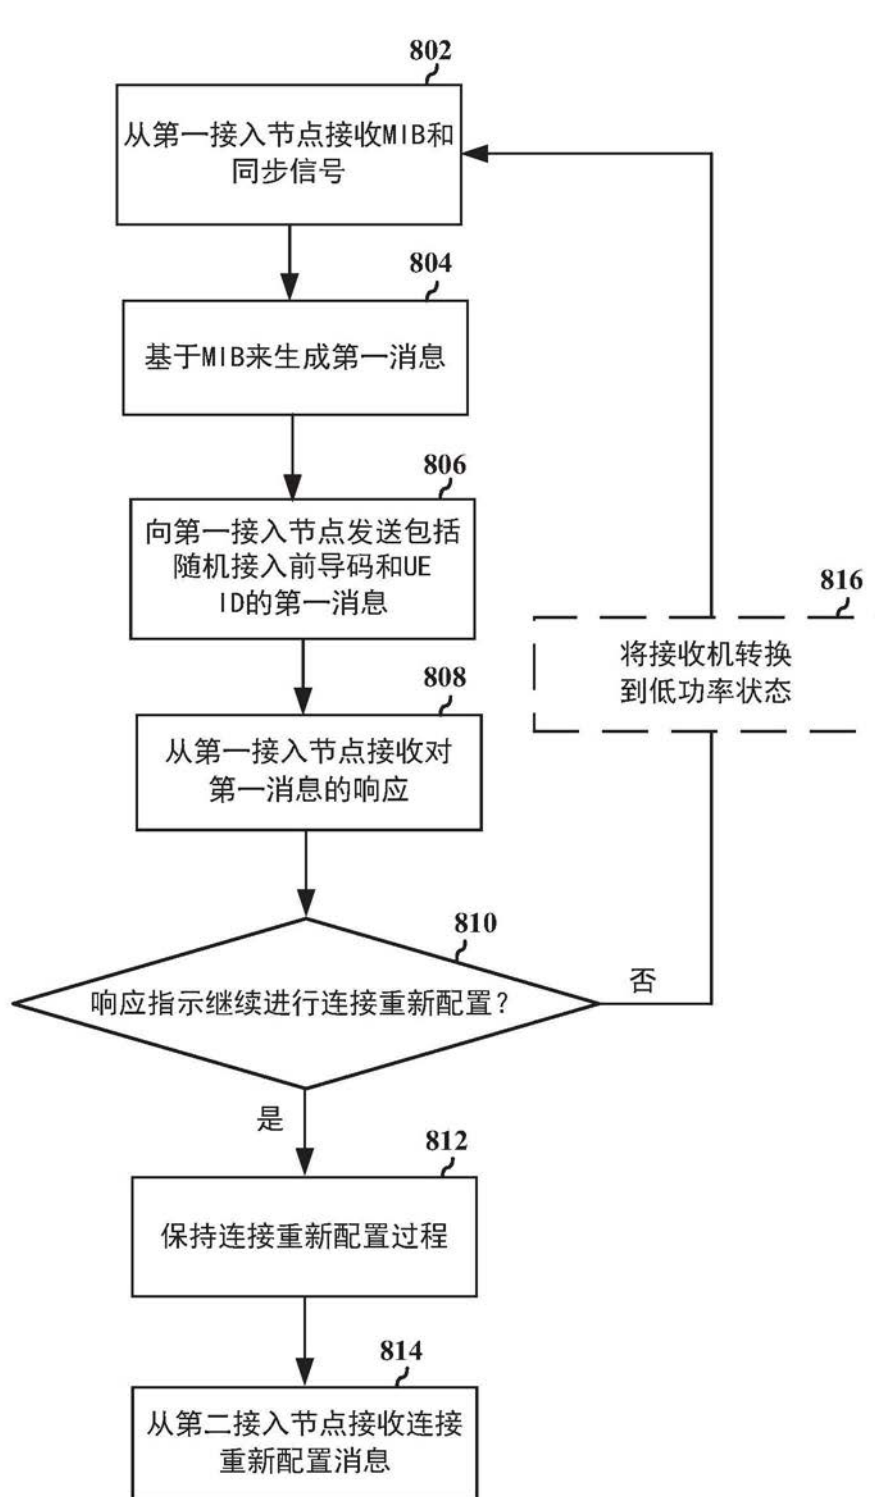 802
从第一接入节点接收MIB和
同步信号
804
基于MIB来生成第一消息
806
向第一接入节点发送包括
随机接入前导码和UE
ID的第一消息
816
将接收机转换
到低功率状态
808
从第一接入节点接收对
第一消息的响应
810
响应指示继续进行连接重新配置？
否
是
812
保持连接重新配置过程
814
从第二接入节点接收连接
重新配置消息